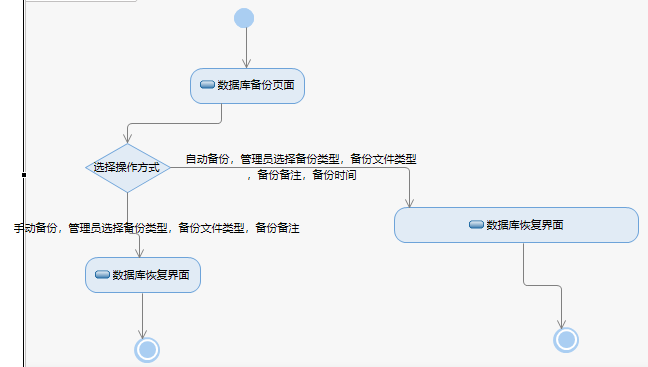 数据库备份页面
选择操作方式
自动备份，管理员选择备份类型，备份文件类型
，备份备注，备份时间
手动备份，管理员选择备份类型，备份文件类型，备份备注
数据库恢复界面
数据库恢复界面